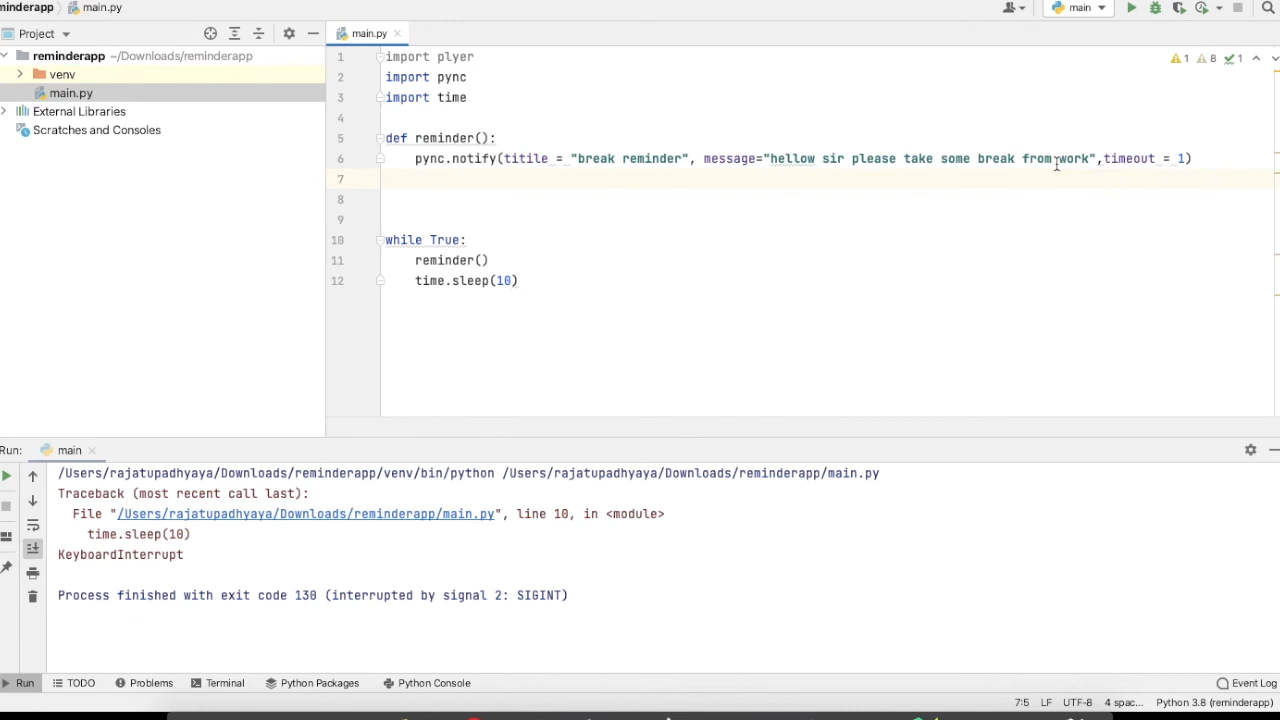 minderapp main.py main
Project main.py
reminderapp ~/Downloads/reminderapp
venv
main.py
External Libraries
Scratches and Consoles
1 8 1
1 import plyer
2 import pync
3 import time
4
5 def reminder():
6 pync.notify(titile = "break reminder", message="hellow sir please take some break from work",timeout = 1)
7
8
9
10 while True:
11 reminder()
12 time.sleep(10)
Run: main
/Users/rajatupadhyaya/Downloads/reminderapp/venv/bin/python /Users/rajatupadhyaya/Downloads/reminderapp/main.py
Traceback (most recent call last):
File "/Users/rajatupadhyaya/Downloads/reminderapp/main.py", line 10, in <module>
time.sleep(10)
KeyboardInterrupt
Process finished with exit code 130 (interrupted by signal 2: SIGINT)
Run TODO Problems Terminal Python Packages Python Console Event Log
7:5 LF UTF-8 4 spac... Python 3.8 (reminderapp)